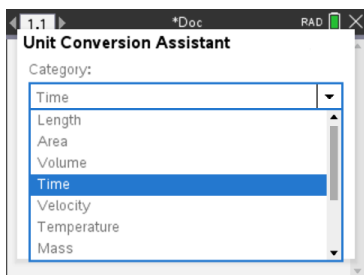 1.1 *Doc RAD
Unit Conversion Assistant
Category:
Time
Length
Area
Volume
Time
Velocity
Temperature
Mass